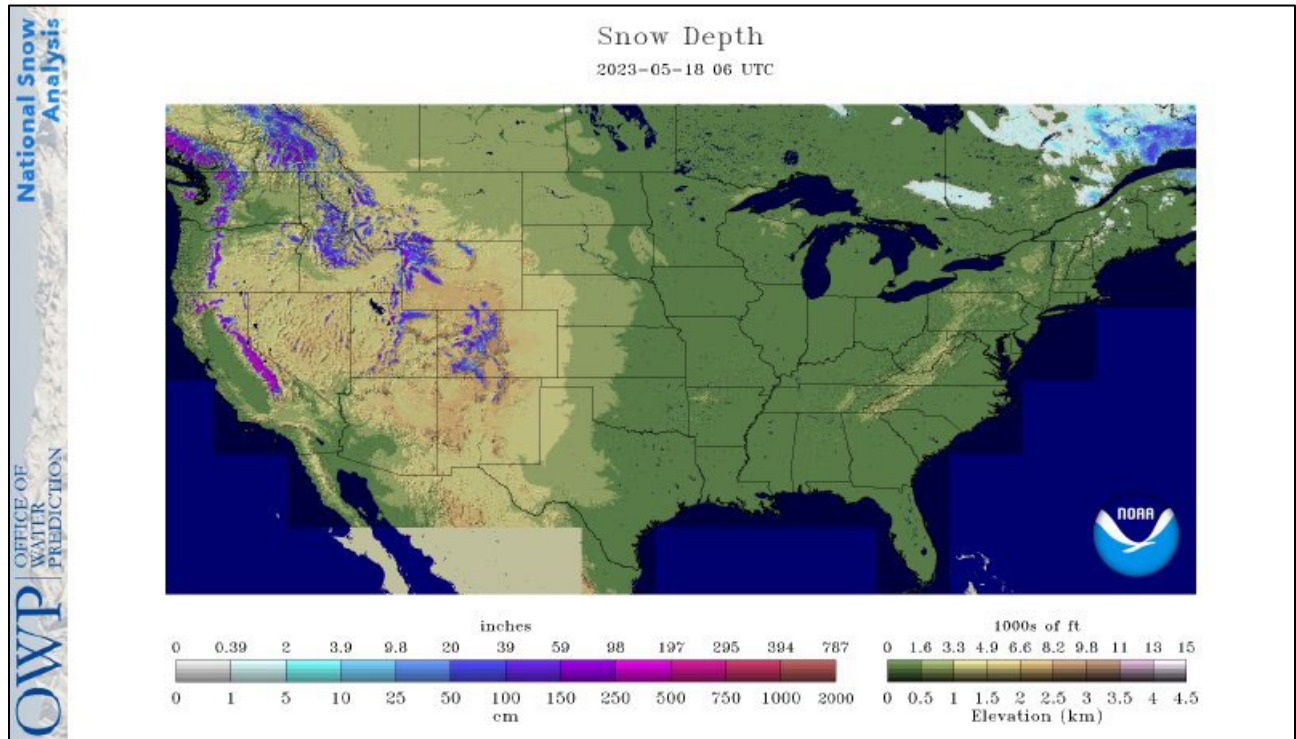 National Snow
Analysis
OWP
OFFICE OF
WATER
PREDICTION
Snow Depth
2023-05-18 06 UTC
NOAA
inches
0 0.39 2 3.9 9.8 20 39 59 98 197 295 394 787
0 1 5 10 25 50 100 150 250 500 750 1000 2000
cm
1000s of ft
0 1.6 3.3 4.9 6.6 8.2 9.8 11 13 15
0 0.5 1 1.5 2 2.5 3 3.5 4 4.5
Elevation (km)